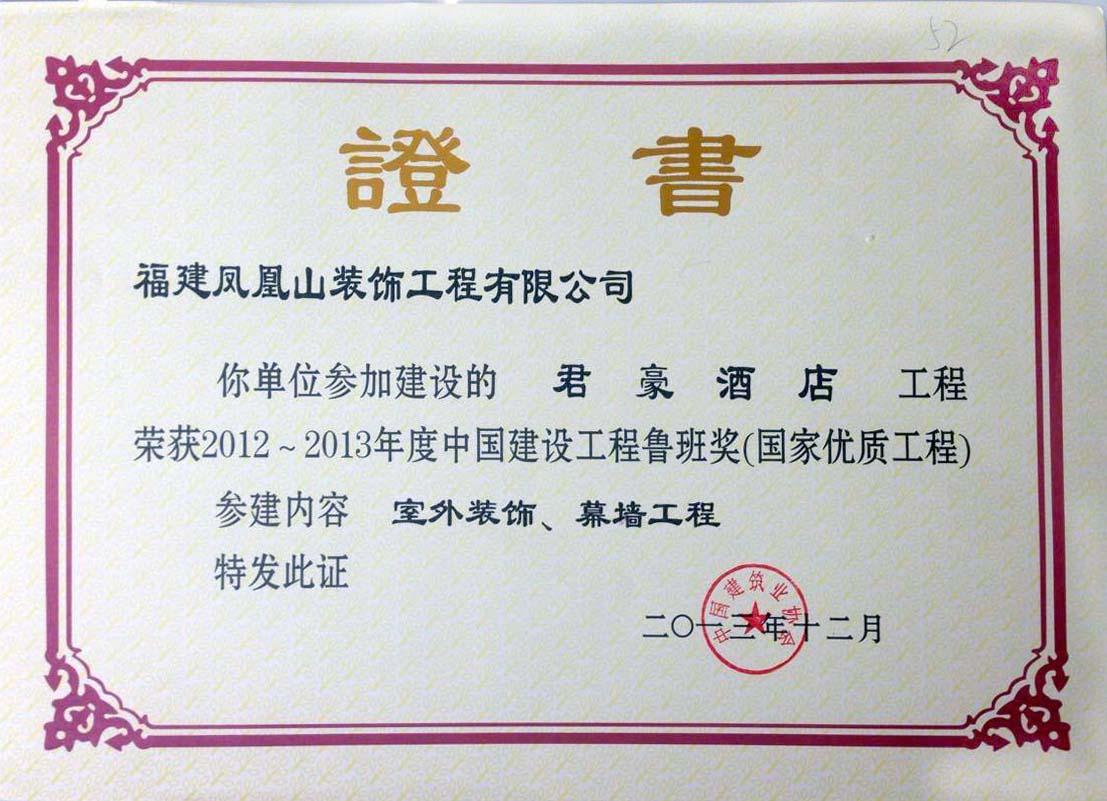 52
證書
福建凤凰山装饰工程有限公司
你单位参加建设的 君豪酒店 工程
荣获2012~2013年度中国建设工程鲁班奖(国家优质工程)
参建内容 室外装饰、幕墙工程
特发此证
中国建筑业协会
二〇一三年十二月